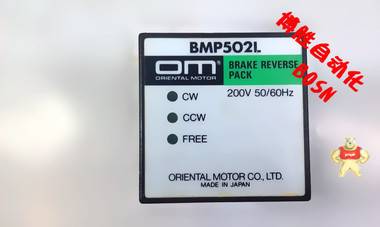 BMP502L
OM
ORIENTAL MOTOR
BRAKE REVERSE
PACK
CW
200V 50/60Hz
CCW
FREE
ORIENTAL MOTOR CO., LTD.
MADE IN JAPAN
博胜自动化
BOSN